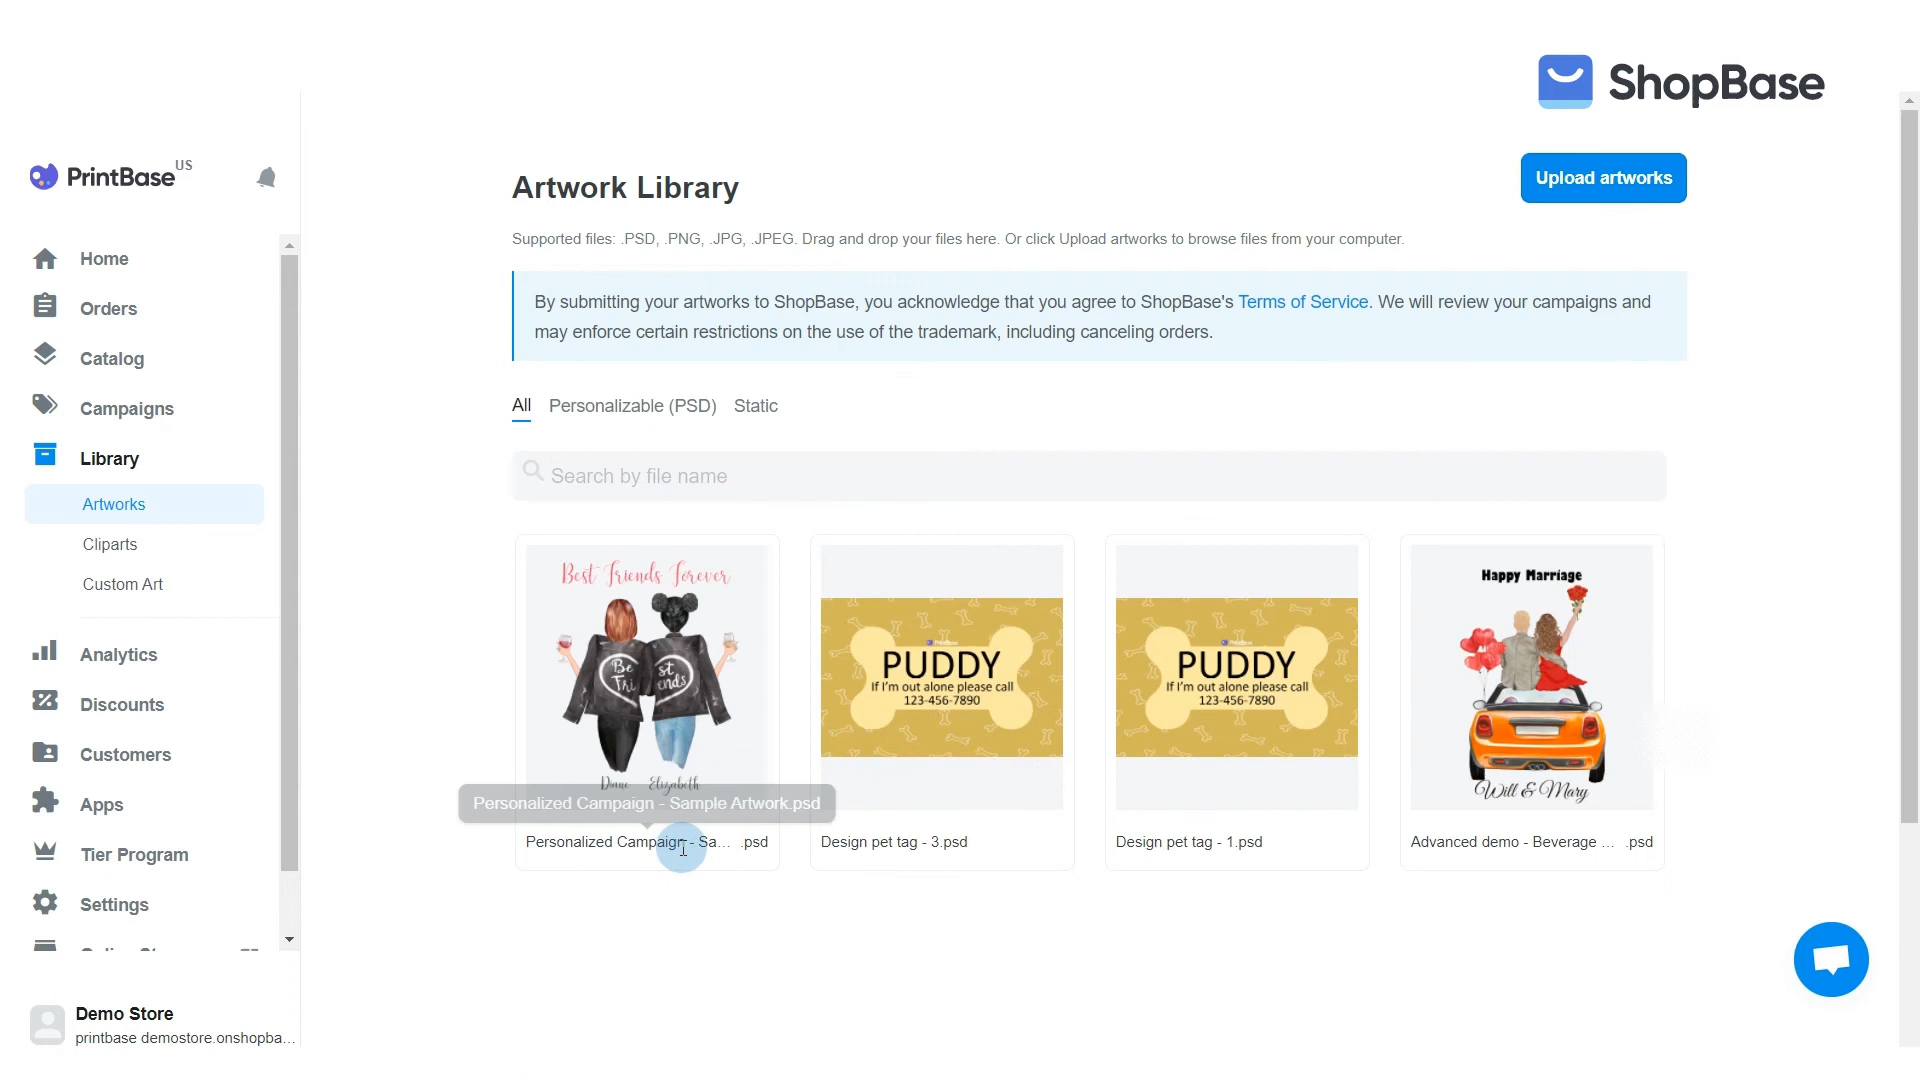 ShopBase
PrintBase US
Artwork Library
Upload artworks
Supported files: .PSD, .PNG, .JPG, .JPEG. Drag and drop your files here. Or click Upload artworks to browse files from your computer.
By submitting your artworks to ShopBase, you acknowledge that you agree to ShopBase's Terms of Service. We will review your campaigns and
may enforce certain restrictions on the use of the trademark, including canceling orders.
Home
Orders
Catalog
Campaigns
Library
Artworks
Cliparts
Custom Art
Analytics
Discounts
Customers
Apps
Tier Program
Settings
Demo Store
printbase demostore.onshopba...
All Personalizable (PSD) Static
Search by file name
Best Friends Forever
Be st
Fri ends
Diane Elizabeth
Personalized Campaign - Sample Artwork.psd
Personalized Campaign - Sa... .psd
PUDDY
If I'm out alone please call
123-456-7890
Design pet tag - 3.psd
PUDDY
If I'm out alone please call
123-456-7890
Design pet tag - 1.psd
Happy Marriage
Will & Mary
Advanced demo - Beverage ... .psd